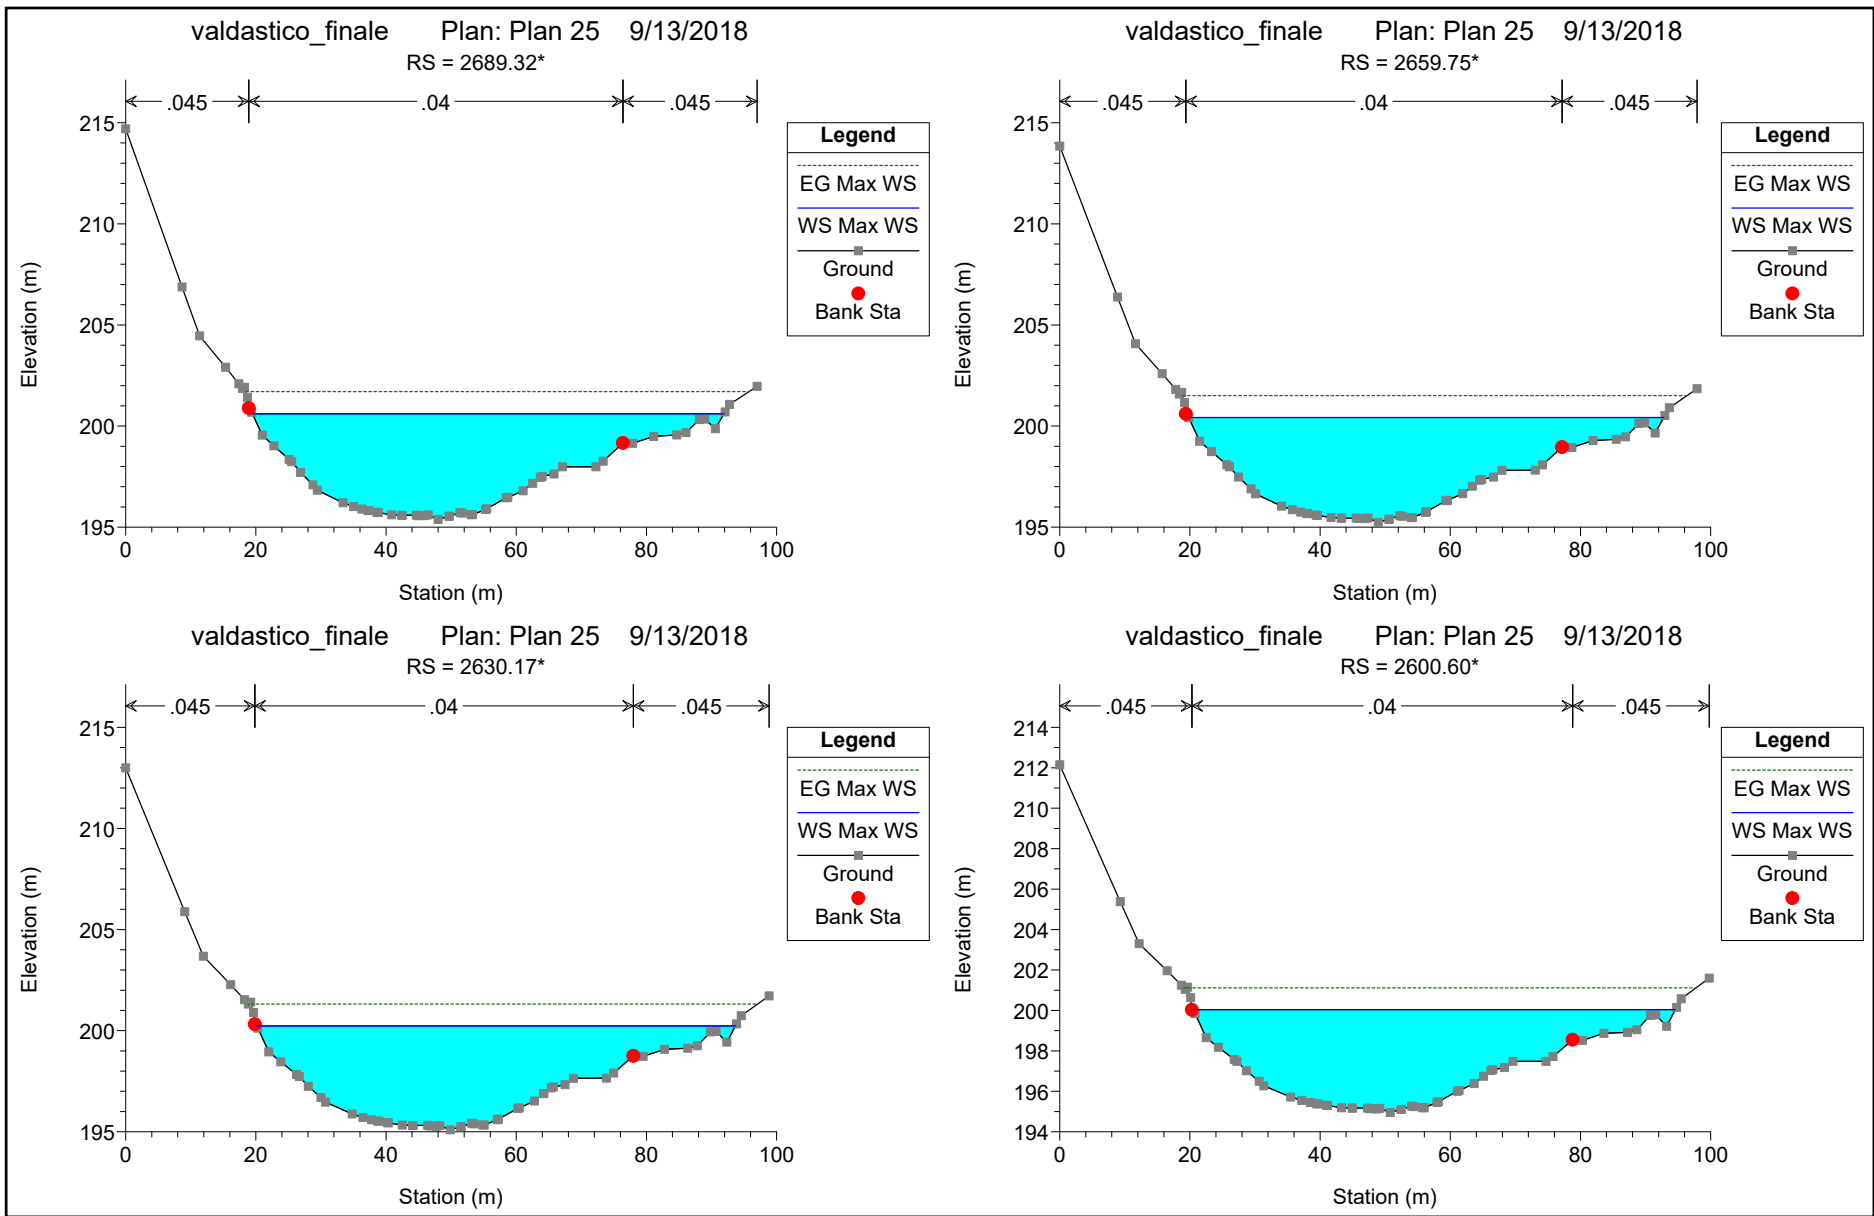 valdastico_finale Plan: Plan 25 9/13/2018
RS = 2689.32*
.045 .04 .045
215
210
205
200
195
0 20 40 60 80 100
Elevation (m)
Station (m)
Legend
EG Max WS
WS Max WS
Ground
Bank Sta
valdastico_finale Plan: Plan 25 9/13/2018
RS = 2659.75*
.045 .04 .045
215
210
205
200
195
0 20 40 60 80 100
Elevation (m)
Station (m)
Legend
EG Max WS
WS Max WS
Ground
Bank Sta
valdastico_finale Plan: Plan 25 9/13/2018
RS = 2630.17*
.045 .04 .045
215
210
205
200
195
0 20 40 60 80 100
Elevation (m)
Station (m)
Legend
EG Max WS
WS Max WS
Ground
Bank Sta
valdastico_finale Plan: Plan 25 9/13/2018
RS = 2600.60*
.045 .04 .045
214
212
210
208
206
204
202
200
198
196
194
0 20 40 60 80 100
Elevation (m)
Station (m)
Legend
EG Max WS
WS Max WS
Ground
Bank Sta